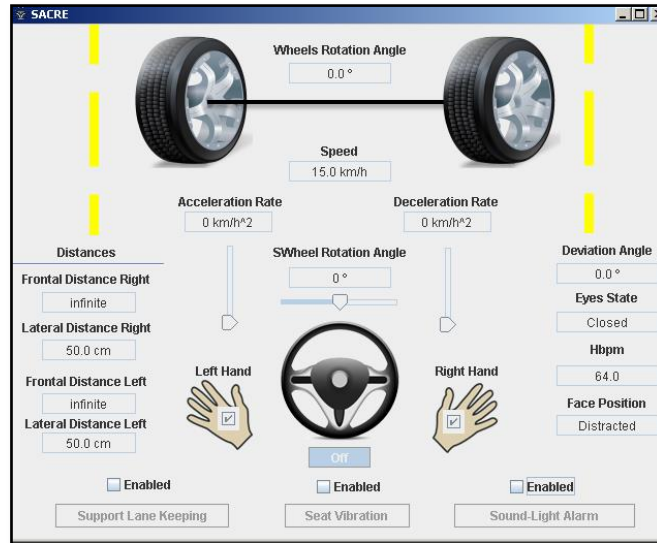 SACRE
Wheels Rotation Angle
0.0 °
Speed
15.0 km/h
Acceleration Rate
0 km/h^2
Deceleration Rate
0 km/h^2
Distances
Frontal Distance Right
infinite
Lateral Distance Right
50.0 cm
Frontal Distance Left
infinite
Lateral Distance Left
50.0 cm
SWheel Rotation Angle
0 °
Left Hand
Right Hand
Off
Deviation Angle
0.0 °
Eyes State
Closed
Hbpm
64.0
Face Position
Distracted
Enabled
Enabled
Enabled
Support Lane Keeping
Seat Vibration
Sound-Light Alarm